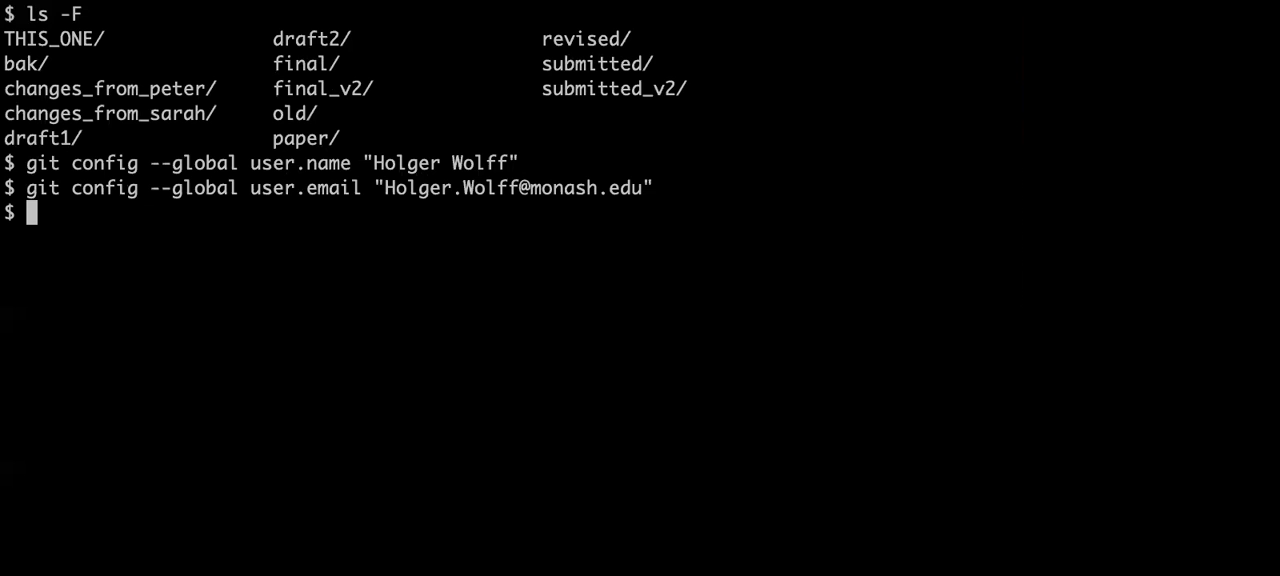 $ ls -F
THIS_ONE/ draft2/ revised/
bak/ final/ submitted/
changes_from_peter/ final_v2/ submitted_v2/
changes_from_sarah/ old/
draft1/ paper/
$ git config --global user.name "Holger Wolff"
$ git config --global user.email "Holger.Wolff@monash.edu"
$